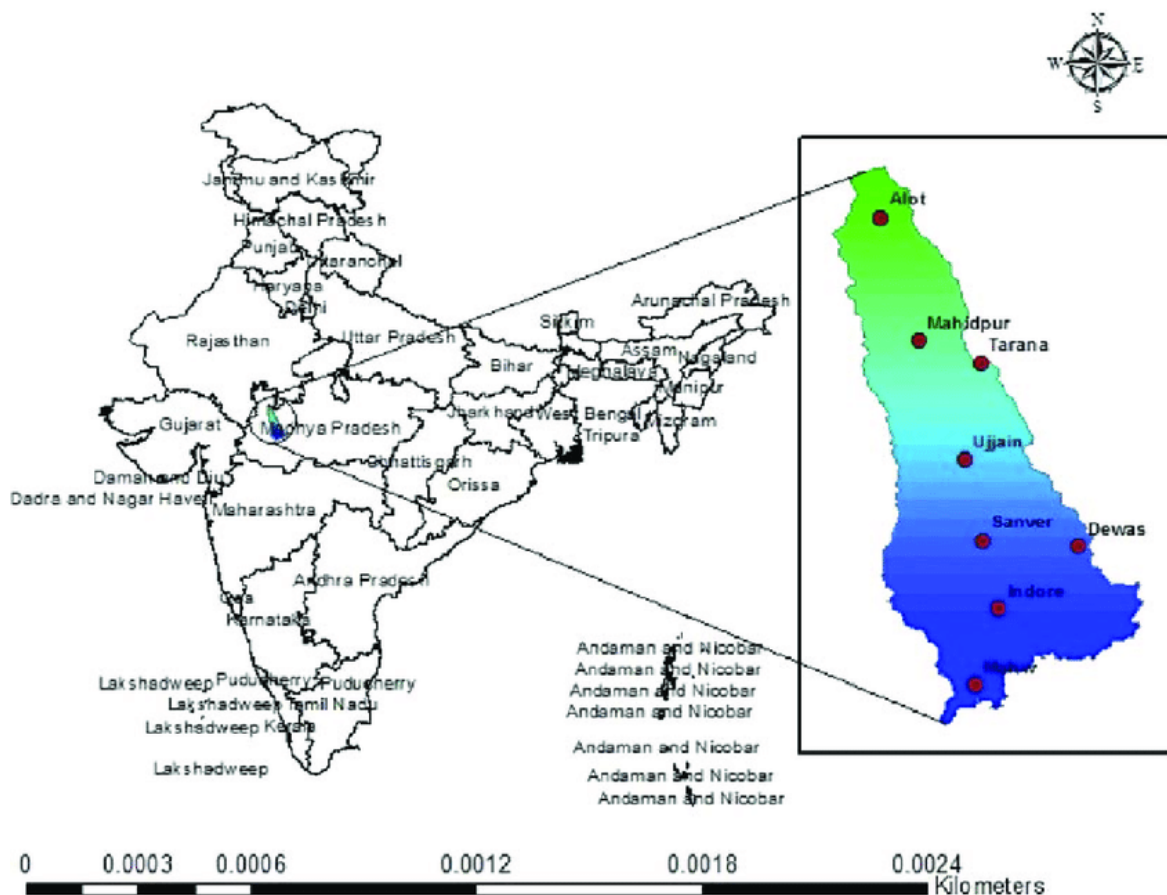 N
W E
S
Jammu and Kashmir
Himachal Pradesh
Punjab
Uttaranchal
Haryana
Delhi
Rajasthan
Uttar Pradesh
Sikkim
Arunachal Pradesh
Assam
Nagaland
Bihar
Meghalaya
Manipur
Gujarat
Madhya Pradesh
Jharkhand
West Bengal
Mizoram
Tripura
Chhattisgarh
Daman and Diu
Orissa
Dadra and Nagar Haveli
Maharashtra
Andhra Pradesh
Goa
Karnataka
Andaman and Nicobar
Andaman and Nicobar
Andaman and Nicobar
Andaman and Nicobar
Andaman and Nicobar
Andaman and Nicobar
Andaman and Nicobar
Lakshadweep
Puducherry
Puducherry
Lakshadweep
Tamil Nadu
Lakshadweep
Kerala
Lakshadweep
Alot
Mahidpur
Tarana
Ujjain
Sanver
Dewas
Indore
0 0.0003 0.0006 0.0012 0.0018 0.0024
Kilometers